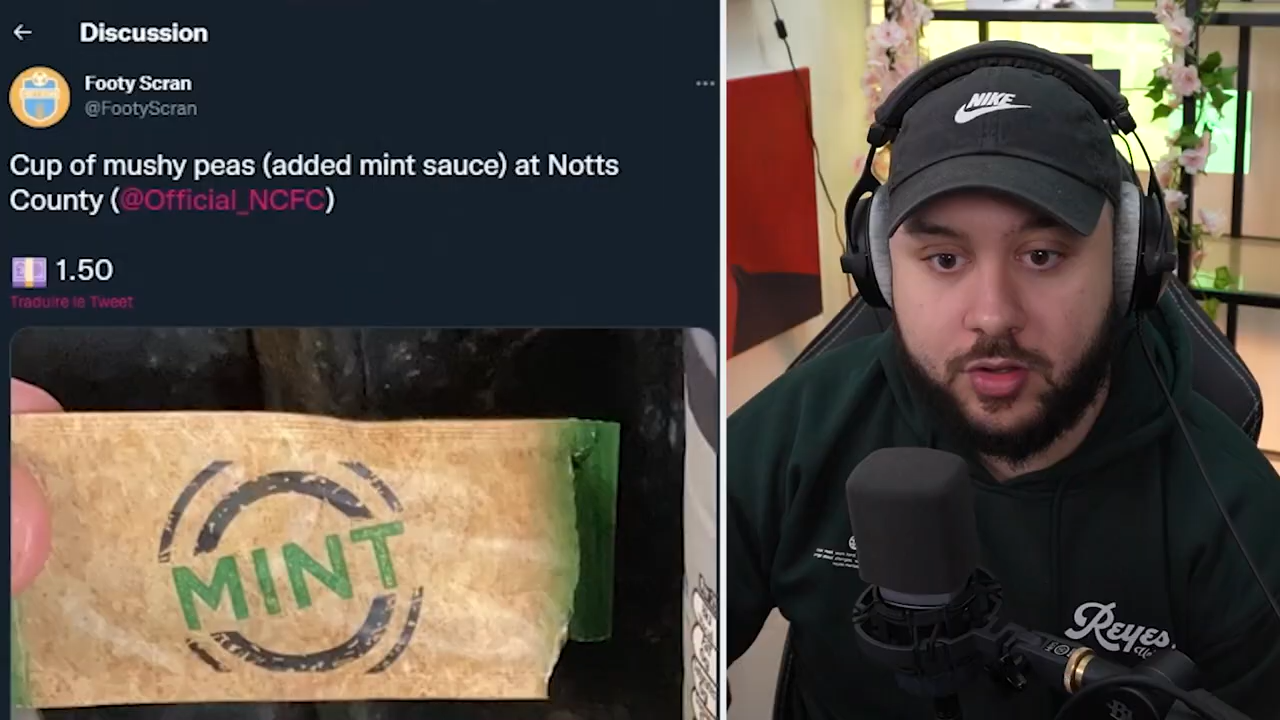 Discussion
Footy Scran
@FootyScran
Cup of mushy peas (added mint sauce) at Notts
County (@Official_NCFC)
1.50
Traduire le Tweet
MINT
NIKE
Reyes